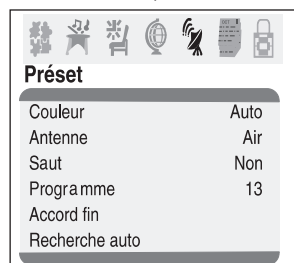 Préset
Couleur Auto
Antenne Air
Saut Non
Programme 13
Accord fin
Recherche auto